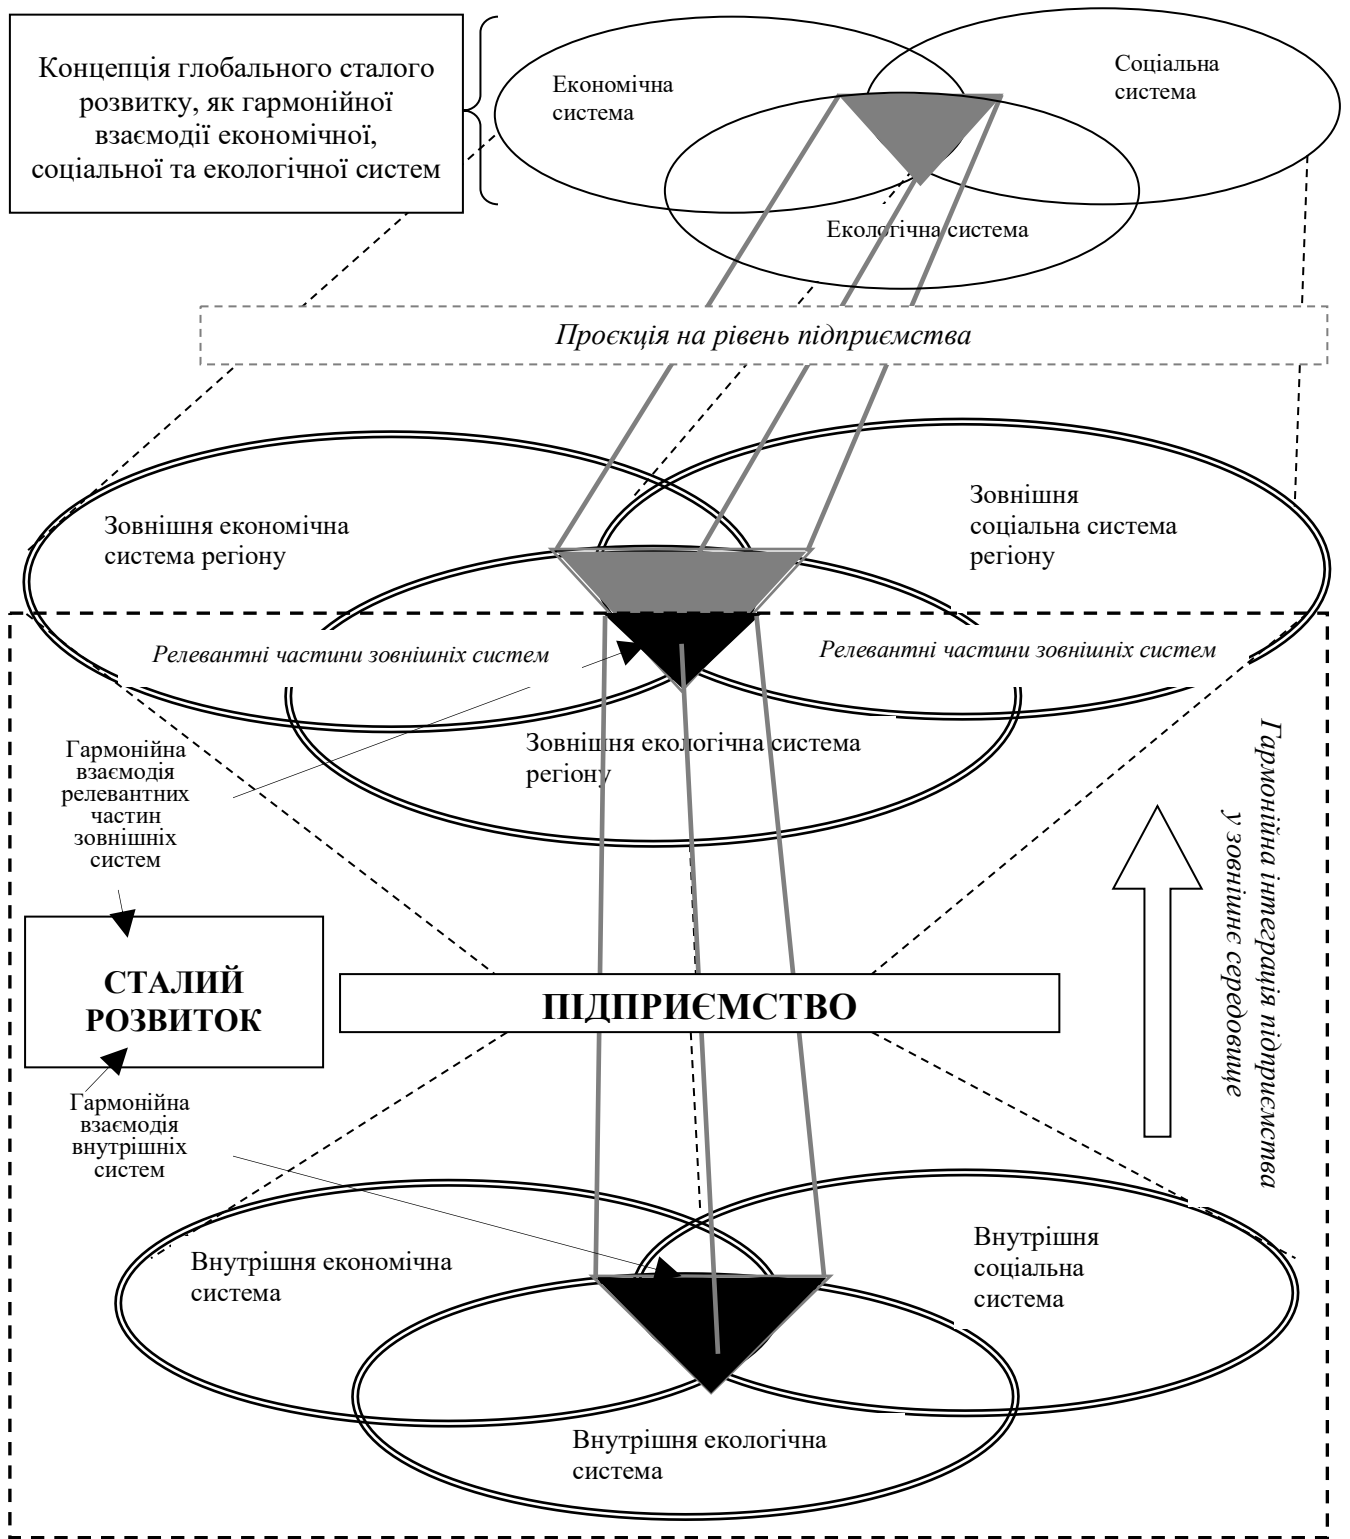 Концепція глобального сталого
розвитку, як гармонійної
взаємодії економічної,
соціальної та екологічної систем
Економічна
система
Соціальна
система
Екологічна система
Проєкція на рівень підприємства
Зовнішня економічна
система регіону
Зовнішня
соціальна система
регіону
Релевантні частини зовнішніх систем
Релевантні частини зовнішніх систем
Зовнішня екологічна система
регіону
Гармонійна
взаємодія
релевантних
частин
зовнішніх
систем
Гармонійна інтеграція підприємства
у зовнішнє середовище
СТАЛИЙ
РОЗВИТОК
ПІДПРИЄМСТВО
Гармонійна
взаємодія
внутрішніх
систем
Внутрішня економічна
система
Внутрішня
соціальна
система
Внутрішня екологічна
система